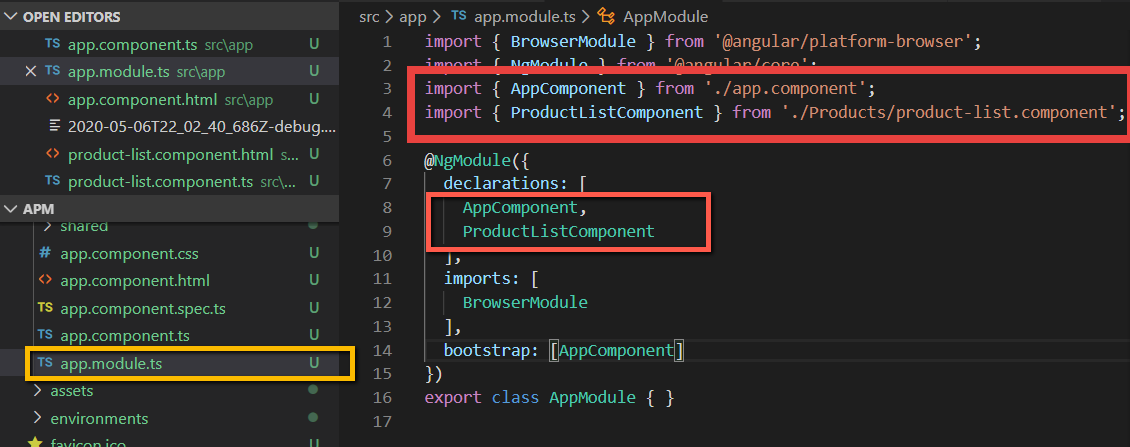 OPEN EDITORS
TS app.component.ts src\app U
TS app.module.ts src\app U
<> app.component.html src\app U
2020-05-06T22_02_40_686Z-debug....
<> product-list.component.html s... U
<> product-list.component.ts src\... U
APM
shared
# app.component.css U
<> app.component.html U
TS app.component.spec.ts U
TS app.component.ts U
TS app.module.ts U
assets
environments
favicon.ico U
src > app > TS app.module.ts > AppModule
1 import { BrowserModule } from '@angular/platform-browser';
2 import { NgModule } from '@angular/core';
3 import { AppComponent } from './app.component';
4 import { ProductListComponent } from './Products/product-list.component';
5
6 @NgModule({
7 declarations: [
8 AppComponent,
9 ProductListComponent
10 ],
11 imports: [
12 BrowserModule
13 ],
14 bootstrap: [AppComponent]
15 })
16 export class AppModule { }
17